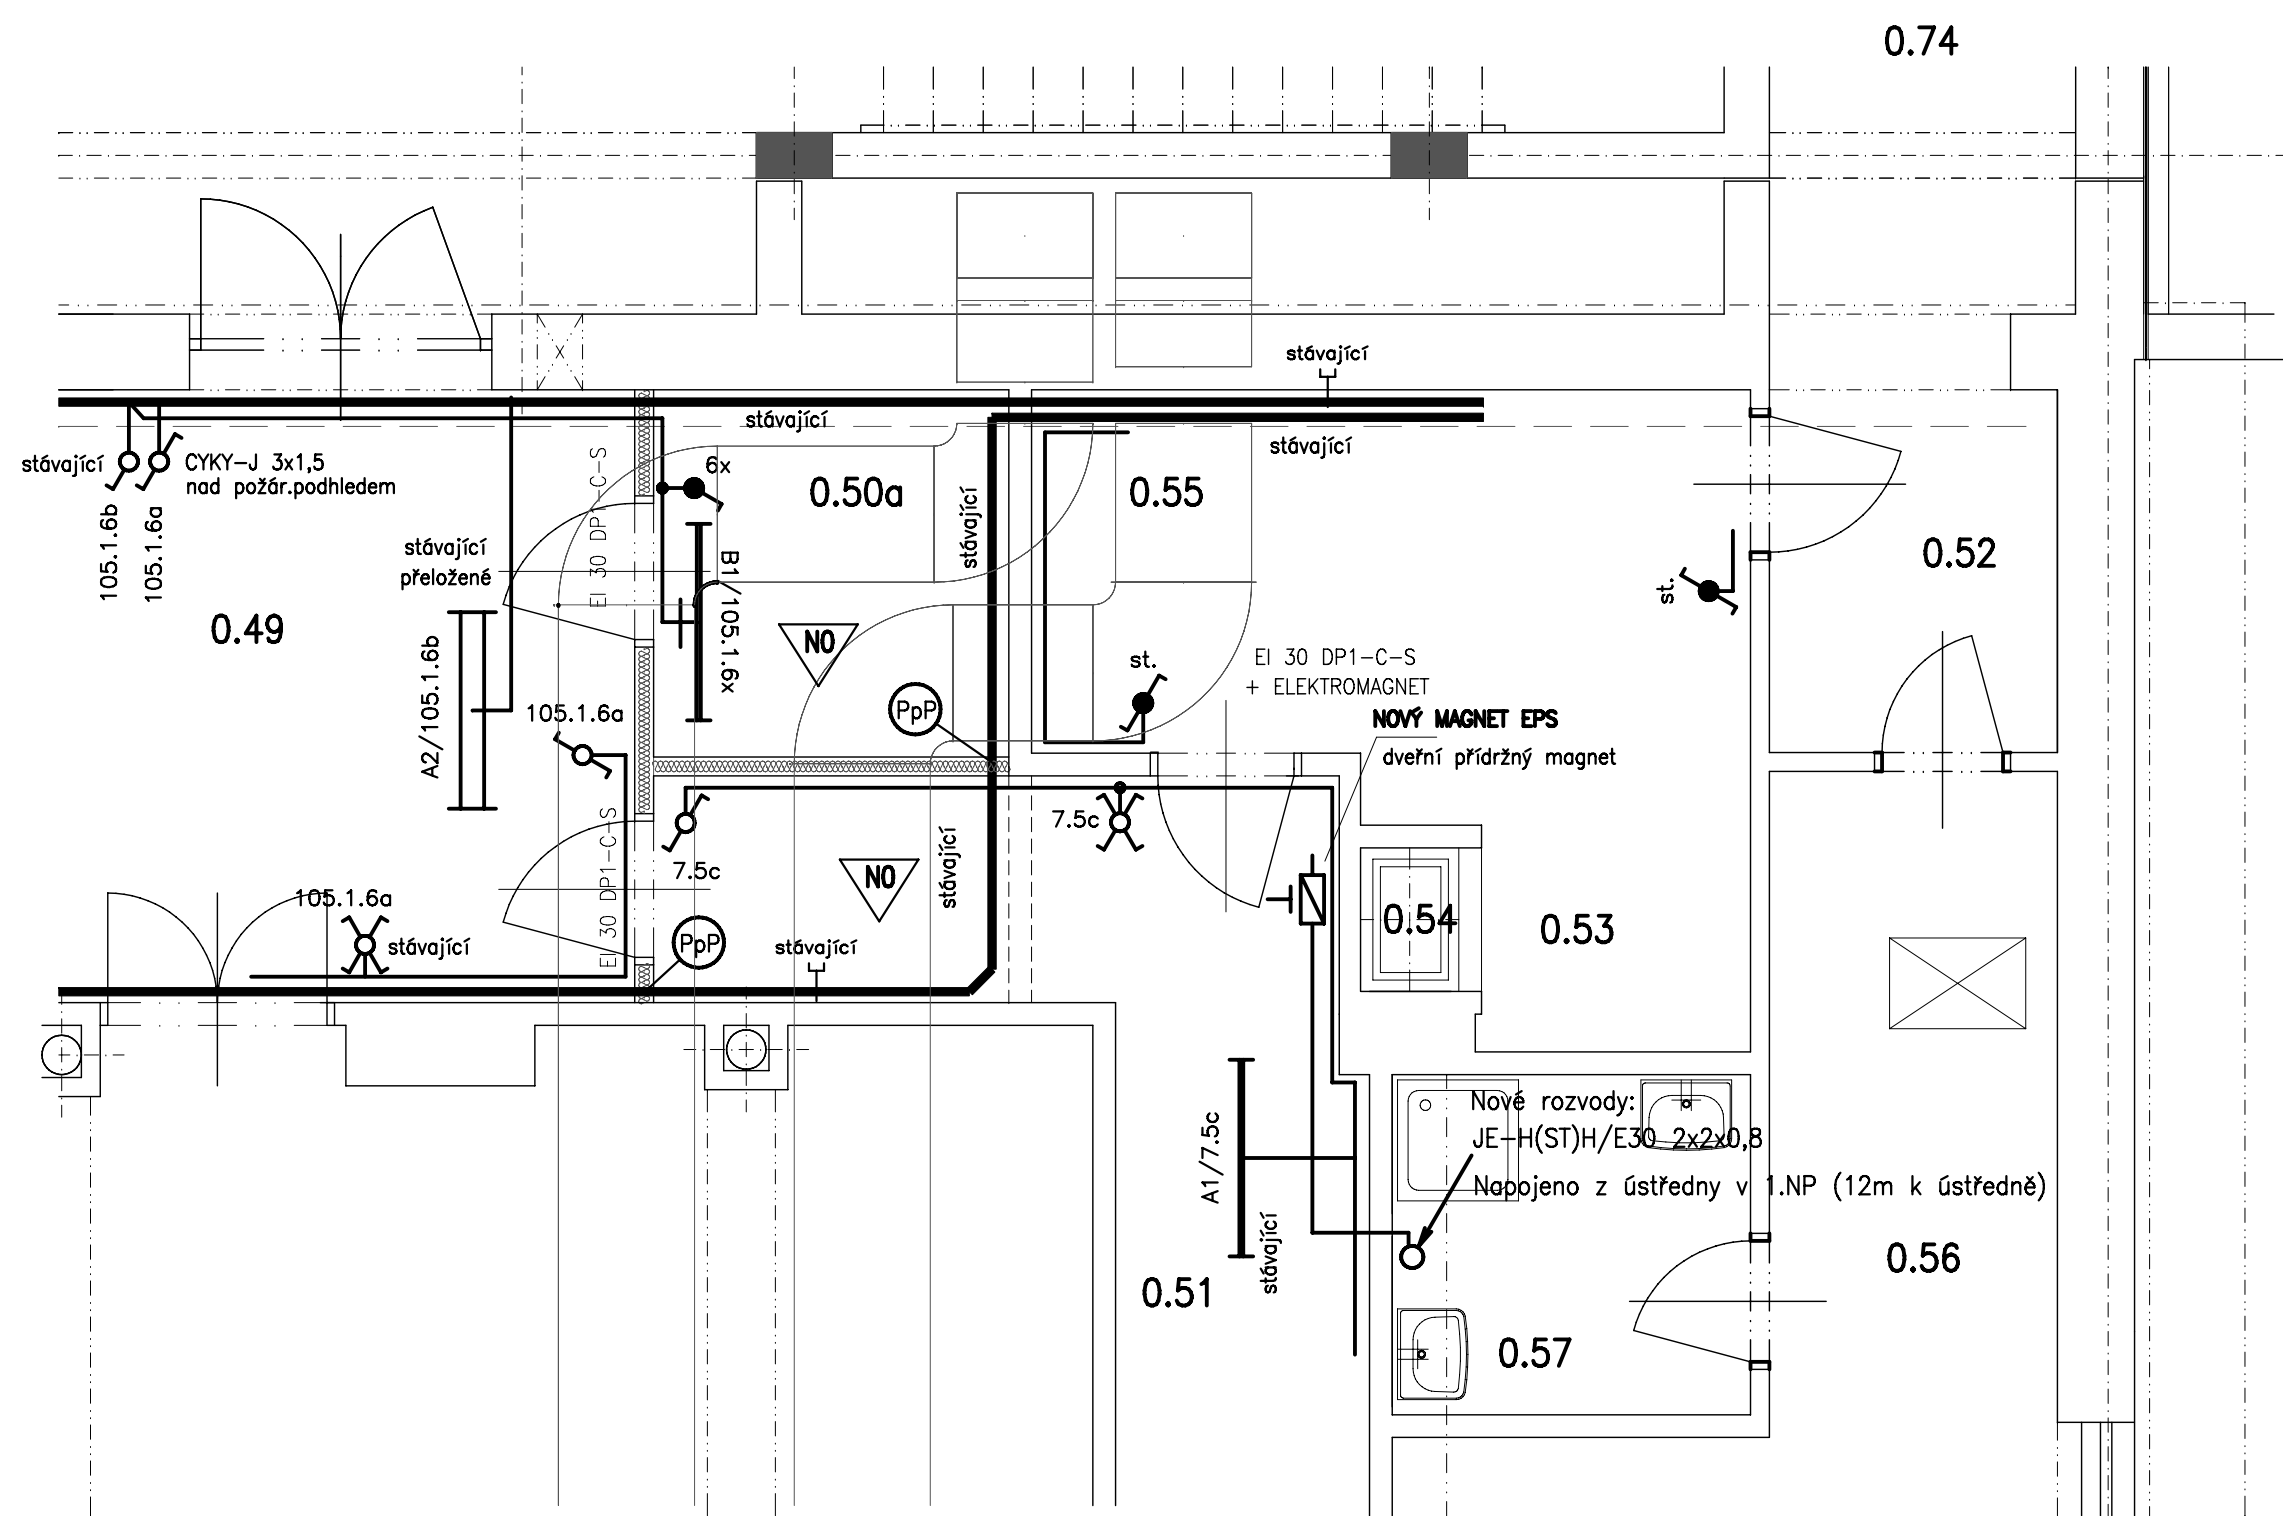 0.74
stávající
stávající
stávající
stávající
CYKY-J 3x1,5
nad požár.podhledem
105.1.6b
105.1.6a
EI 30 DP1-C-S
6x
0.50a
stávající
0.55
0.52
st.
stávající
přeložené
0.49
A2/105.1.6b
B1/105.1.6x
NO
PpP
st.
EI 30 DP1-C-S
+ ELEKTROMAGNET
NOVÝ MAGNET EPS
dveřní přídržný magnet
105.1.6a
7.5c
7.5c
EI 30 DP1-C-S
NO
stávající
105.1.6a
stávající
PpP
stávající
0.54
0.53
Nové rozvody:
JE-H(ST)H/E30 2x2x0,8
Napojeno z ústředny v 1.NP (12m k ústředně)
A1/7.5c
stávající
0.51
0.56
0.57